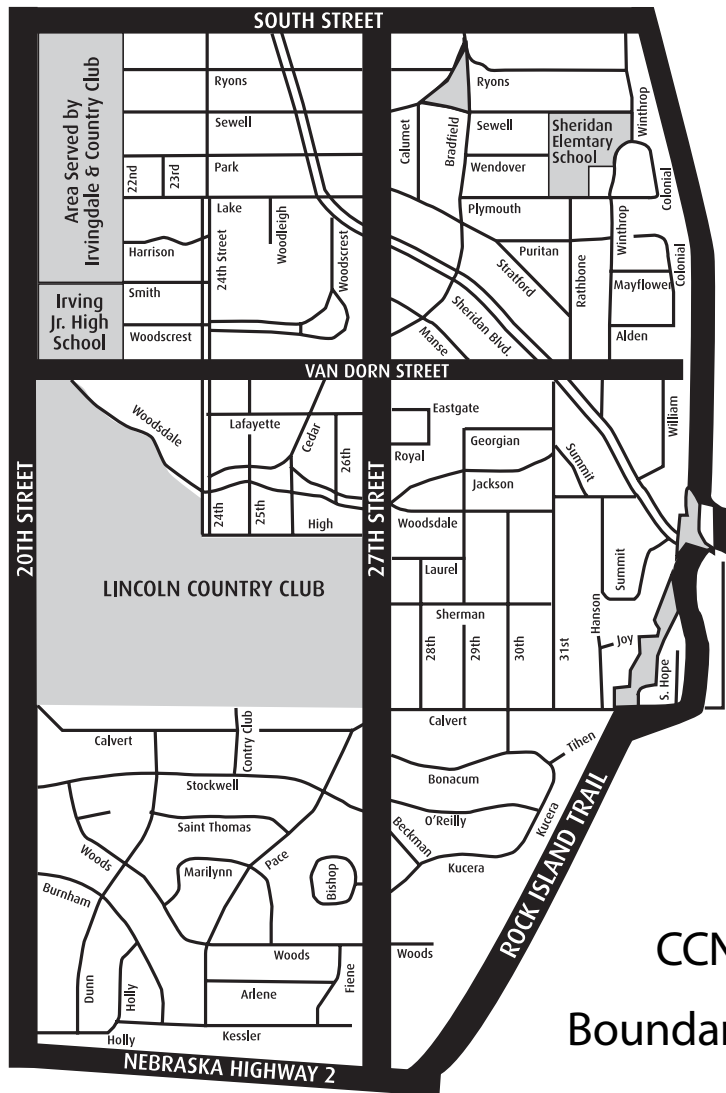 SOUTH STREET
Area Served by
Irvingdale & Country club
Ryons
Ryons
Sewell
Sewell
Sheridan
Elemtary
School
Winthrop
Calumet
Bradfield
22nd
23rd
Park
Wendover
Colonial
Lake
Plymouth
24th Street
Woodleigh
Woodscrest
Harrison
Puritan
Stratford
Rathbone
Winthrop
Colonial
Irving
Jr. High
School
Smith
Mayflower
Sheridan Blvd.
Woodscrest
Manse
Alden
VAN DORN STREET
Woodsdale
Lafayette
Cedar
26th
Eastgate
Royal
Georgian
Summit
William
Jackson
24th
25th
High
Woodsdale
20TH STREET
27TH STREET
LINCOLN COUNTRY CLUB
Laurel
Summit
Sherman
28th
29th
30th
31st
Hanson
Joy
S. Hope
Calvert
Contry Club
Calvert
Tihen
Stockwell
Bonacum
Saint Thomas
O'Reilly
Beckman
Kucera
Kucera
Woods
Marilynn
Pace
Bishop
Burnham
ROCK ISLAND TRAIL
Woods
Woods
Dunn
Holly
Arlene
Fiene
Holly
Kessler
NEBRASKA HIGHWAY 2
CCN
Boundar